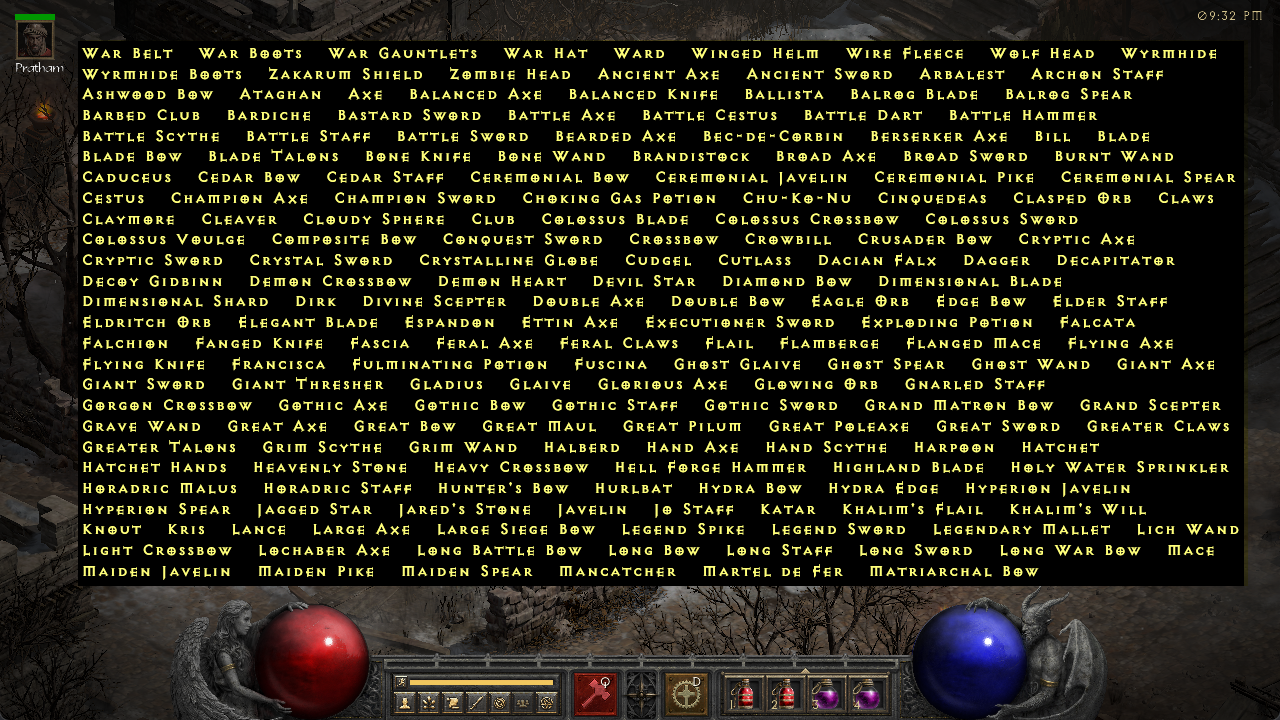 09:32 PM
Pratham
War Belt War Boots War Gauntlets War Hat Ward Winged Helm Wire Fleece Wolf Head Wyrmhide
Wyrmhide Boots Zakarum Shield Zombie Head Ancient Axe Ancient Sword Arbalest Archon Staff
Ashwood Bow Ataghan Axe Balanced Axe Balanced Knife Ballista Balrog Blade Balrog Spear
Barbed Club Bardiche Bastard Sword Battle Axe Battle Cestus Battle Dart Battle Hammer
Battle Scythe Battle Staff Battle Sword Bearded Axe Bec-de-Corbin Berserker Axe Bill Blade
Blade Bow Blade Talons Bone Knife Bone Wand Brandistock Broad Axe Broad Sword Burnt Wand
Caduceus Cedar Bow Cedar Staff Ceremonial Bow Ceremonial Javelin Ceremonial Pike Ceremonial Spear
Cestus Champion Axe Champion Sword Choking Gas Potion Chu-Ko-Nu Cinquedeas Clasped Orb Claws
Claymore Cleaver Cloudy Sphere Club Colossus Blade Colossus Crossbow Colossus Sword
Colossus Voulge Composite Bow Conquest Sword Crossbow Crowbill Crusader Bow Cryptic Axe
Cryptic Sword Crystal Sword Crystalline Globe Cudgel Cutlass Dacian Falx Dagger Decapitator
Decoy Gidbinn Demon Crossbow Demon Heart Devil Star Diamond Bow Dimensional Blade
Dimensional Shard Dirk Divine Scepter Double Axe Double Bow Eagle Orb Edge Bow Elder Staff
Eldritch Orb Elegant Blade Espandon Ettin Axe Executioner Sword Exploding Potion Falcata
Falchion Fanged Knife Fascia Feral Axe Feral Claws Flail Flamberge Flanged Mace Flying Axe
Flying Knife Francisca Fulminating Potion Fuscina Ghost Glaive Ghost Spear Ghost Wand Giant Axe
Giant Sword Giant Thresher Gladius Glaive Glorious Axe Glowing Orb Gnarled Staff
Gorgon Crossbow Gothic Axe Gothic Bow Gothic Staff Gothic Sword Grand Matron Bow Grand Scepter
Grave Wand Great Axe Great Bow Great Maul Great Pilum Great Poleaxe Great Sword Greater Claws
Greater Talons Grim Scythe Grim Wand Halberd Hand Axe Hand Scythe Harpoon Hatchet
Hatchet Hands Heavenly Stone Heavy Crossbow Hell Forge Hammer Highland Blade Holy Water Sprinkler
Horadric Malus Horadric Staff Hunter's Bow Hurlbat Hydra Bow Hydra Edge Hyperion Javelin
Hyperion Spear Jagged Star Jared's Stone Javelin Jo Staff Katar Khalim's Flail Khalim's Will
Knout Kris Lance Large Axe Large Siege Bow Legend Spike Legend Sword Legendary Mallet Lich Wand
Light Crossbow Lochaber Axe Long Battle Bow Long Bow Long Staff Long Sword Long War Bow Mace
Maiden Javelin Maiden Pike Maiden Spear Mancatcher Martel de Fer Matriarchal Bow
Q D
1 2 3 4